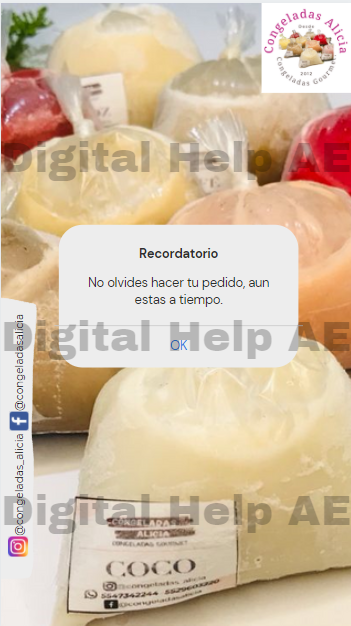 Congeladas Alicia
Desde
2012
Congeladas Gourmet
Digital Help AE
Recordatorio
No olvides hacer tu pedido, aun
estas a tiempo.
OK
Digital Help AE
@congeladasalicia
@congeladas_alicia
Digital Help AE
CONGELADAS
ALICIA
CONGELADAS GOURMET
COCO
@congeladas_alicia
5547342244
@congeladasalicia